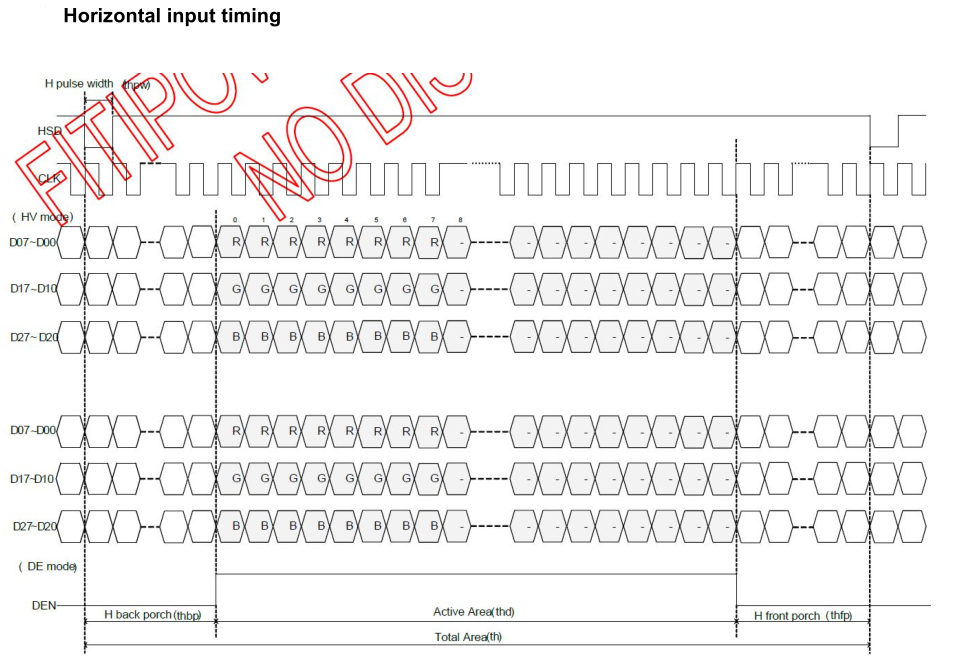 Horizontal input timing
H pulse width (thpw)
FITIPO
NO DIS
HSD
CLK
( HV mode)
0 1 2 3 4 5 6 7 8
D07~D00 R R R R R R R R - - - - - - - - -
D17~D10 G G G G G G G G - - - - - - - - -
D27~D20 B B B B B B B B - - - - - - - - -
D07~D00 R R R R R R R R - - - - - - - - -
D17~D10 G G G G G G G G - - - - - - - - -
D27~D20 B B B B B B B B - - - - - - - - -
( DE mode)
DEN
H back porch (thbp) Active Area(thd) H front porch (thfp)
Total Area(th)